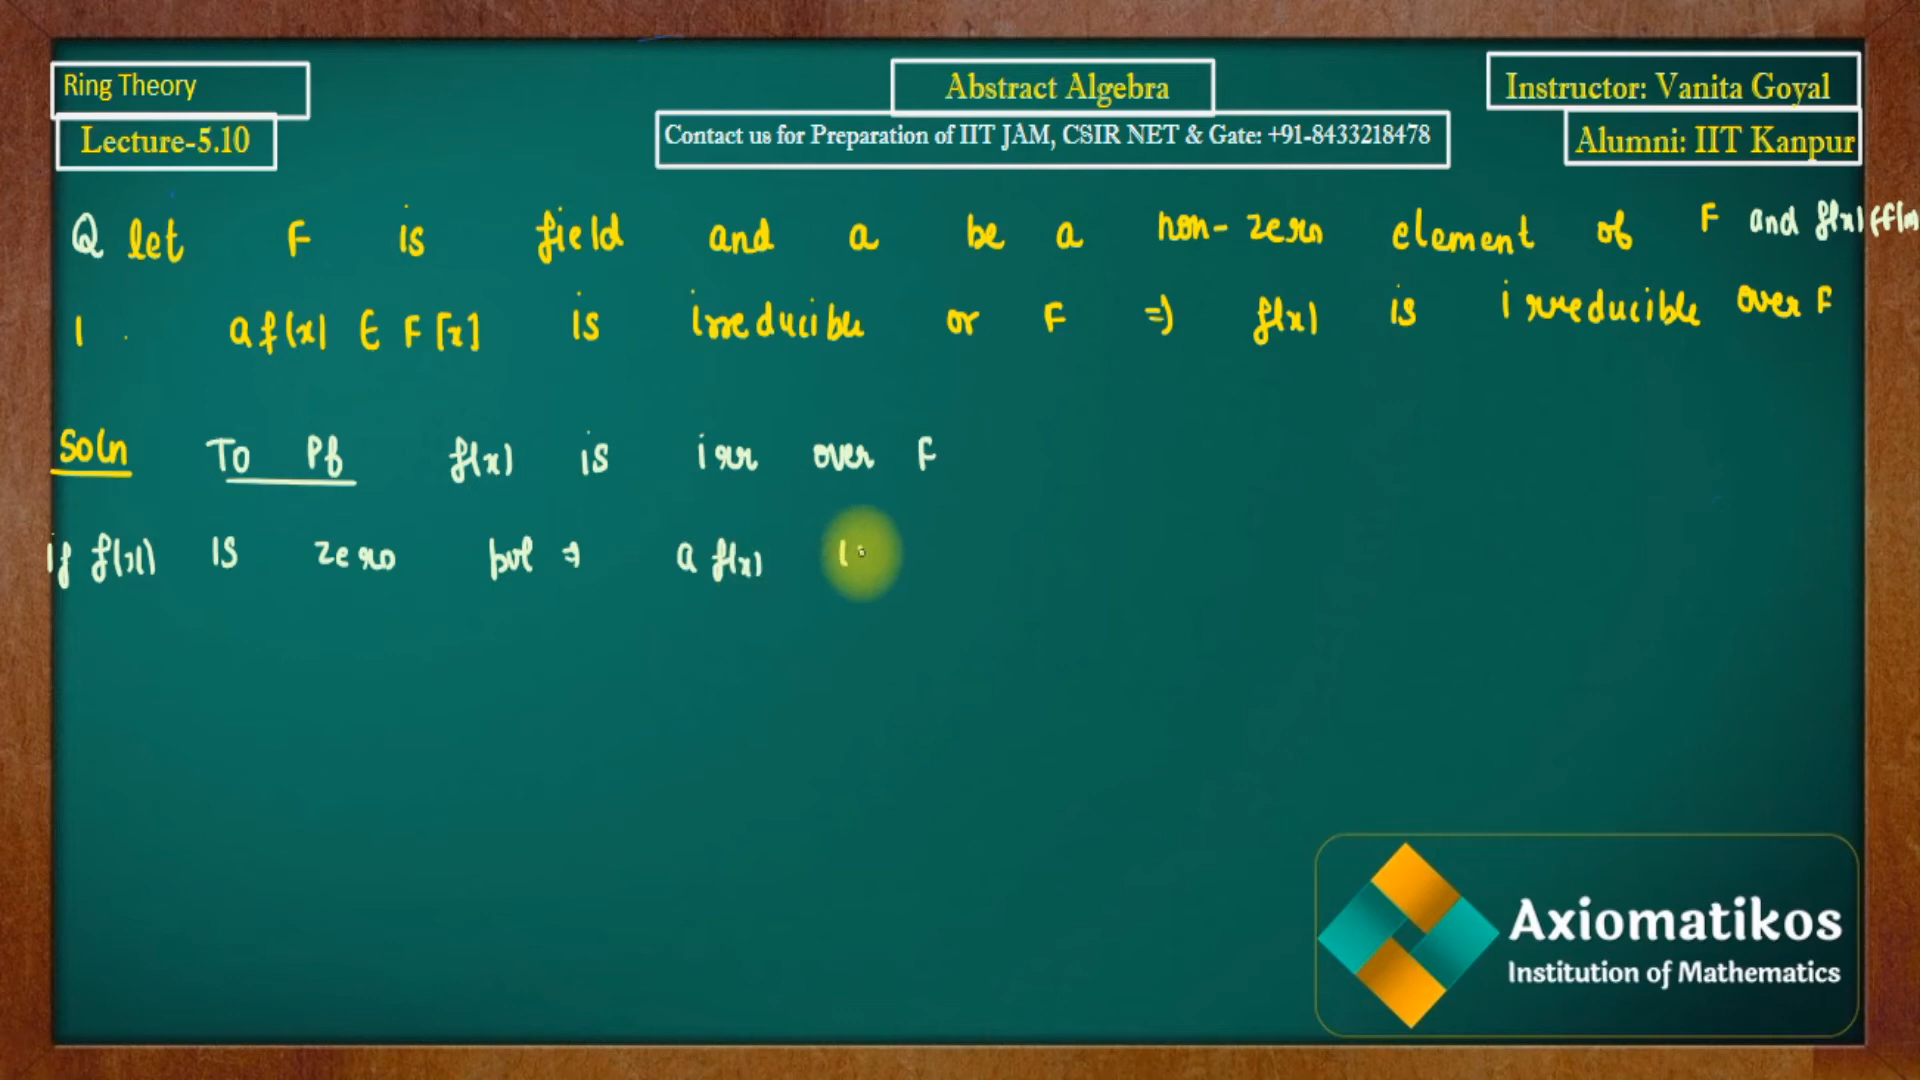 Ring Theory
Abstract Algebra
Instructor: Vanita Goyal
Lecture-5.10
Contact us for Preparation of IIT JAM, CSIR NET & Gate: +91-8433218478
Alumni: IIT Kanpur
Q let F is field and a be a non-zero element of F and f(x)
1. af(x) ∈ F[x] is irreducible or F ⇒ f(x) is irreducible over F
Soln To Pf f(x) is irr over F
if f(x) is zero ⇒ a f(x)
Axiomatikos
Institution of Mathematics